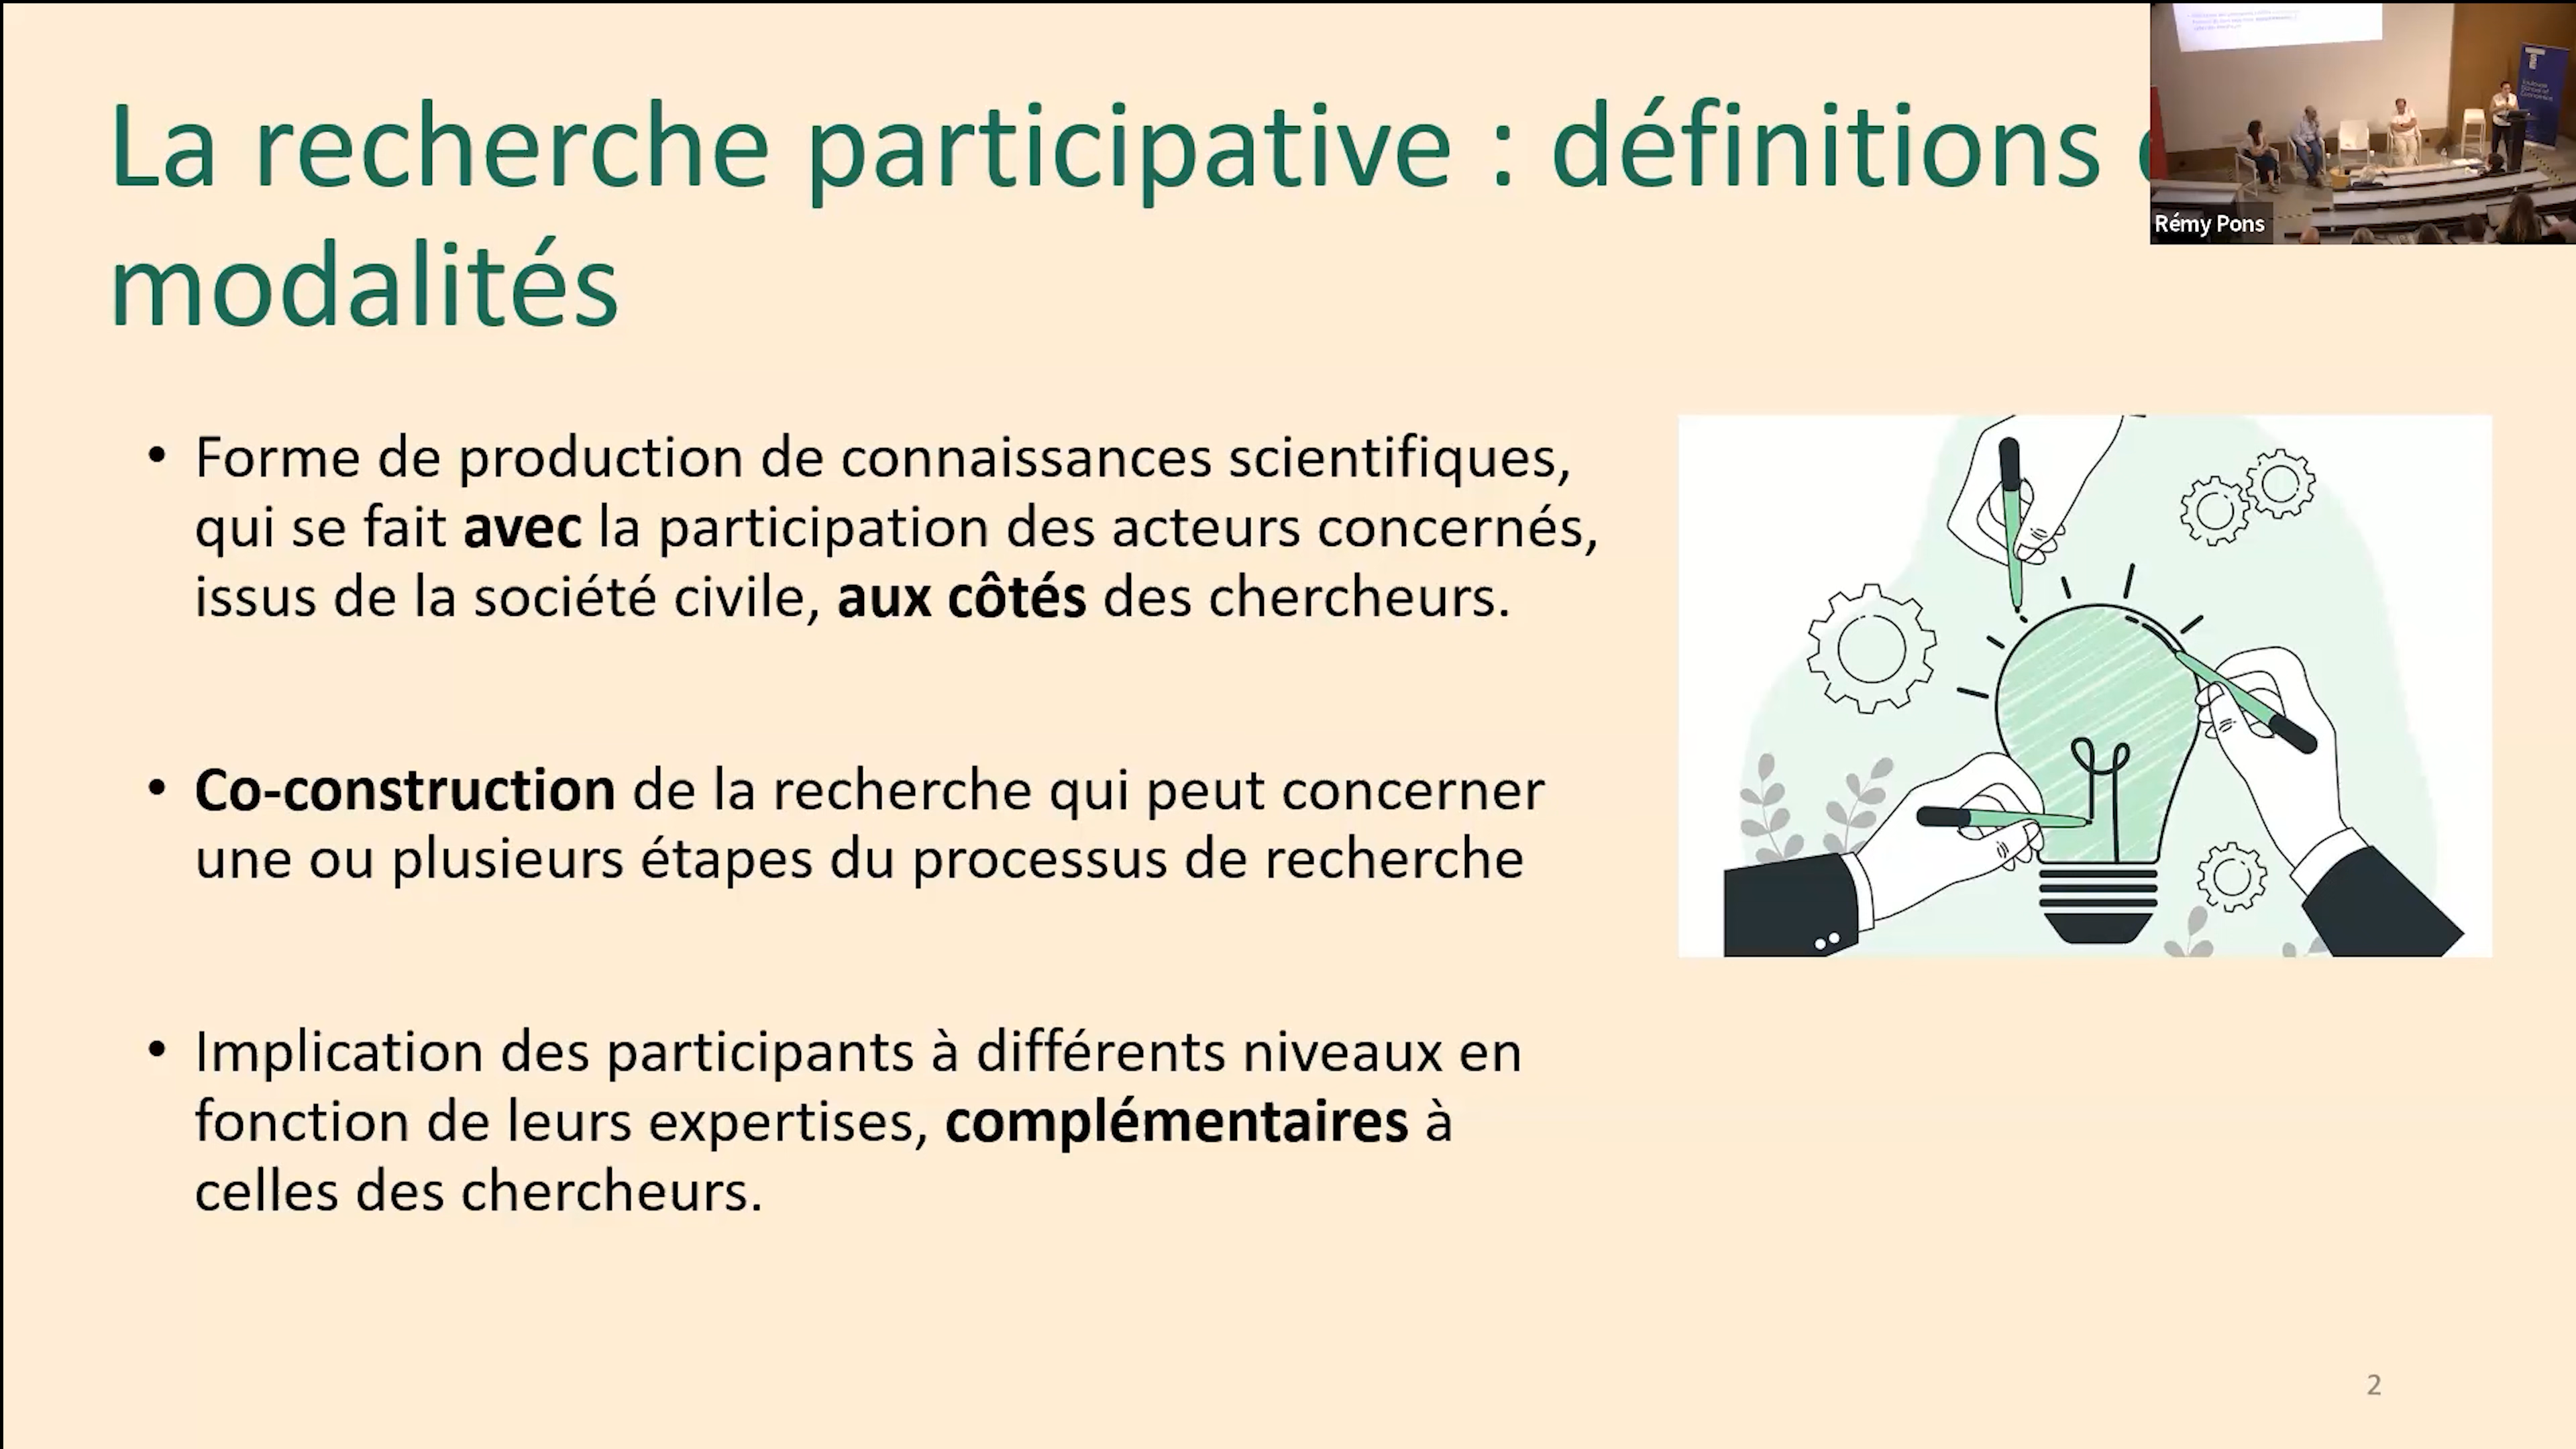 La recherche participative : définitions
modalités
Rémy Pons
• Forme de production de connaissances scientifiques,
qui se fait avec la participation des acteurs concernés,
issus de la société civile, aux côtés des chercheurs.
• Co-construction de la recherche qui peut concerner
une ou plusieurs étapes du processus de recherche
• Implication des participants à différents niveaux en
fonction de leurs expertises, complémentaires à
celles des chercheurs.
2